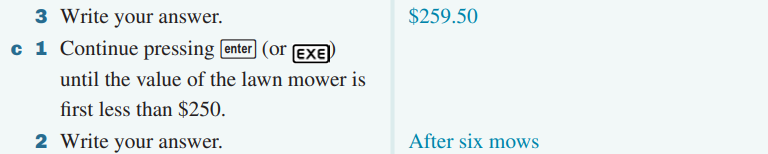 3 Write your answer. $259.50
c 1 Continue pressing enter (or EXE)
until the value of the lawn mower is
first less than $250.
2 Write your answer. After six mows